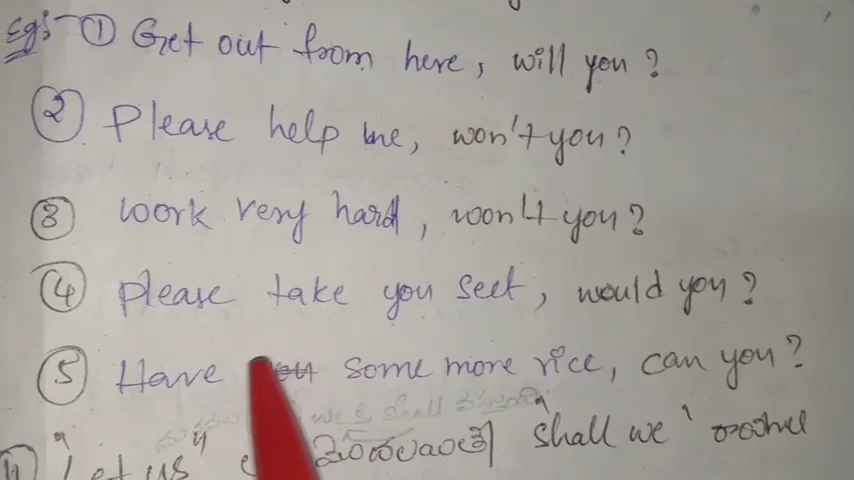 Eg:- ① Get out from here, will you?
② Please help me, won't you?
③ work very hard, won't you?
④ please take you seet, would you?
⑤ Have some more rice, can you?
"Let us" "shall we"